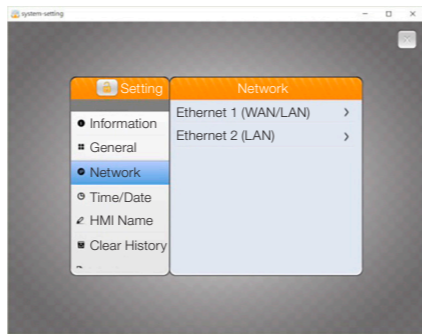 system-setting
Setting
Network
Information
General
Network
Time/Date
HMI Name
Clear History
Ethernet 1 (WAN/LAN)
Ethernet 2 (LAN)